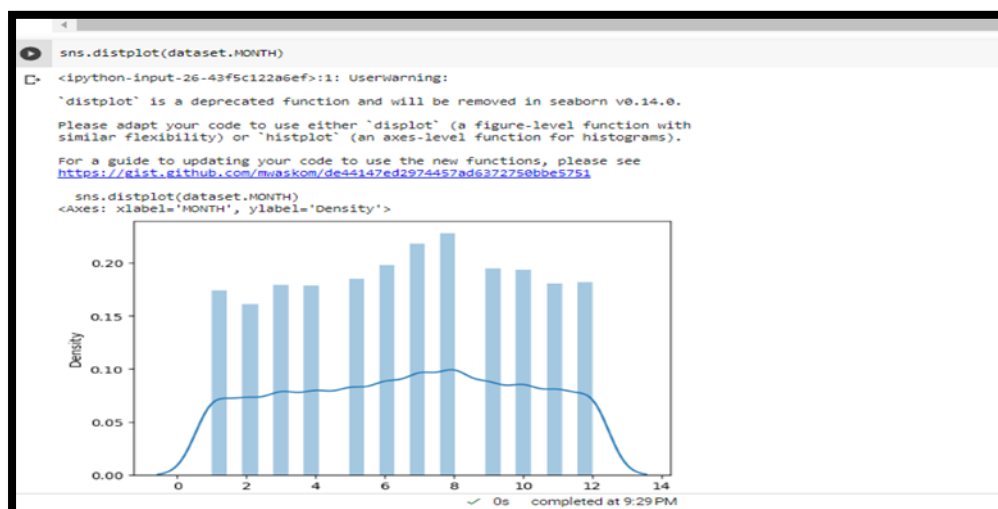 sns.distplot(dataset.MONTH)
<ipython-input-26-43f5c122a6ef>:1: UserWarning:
`distplot` is a deprecated function and will be removed in seaborn v0.14.0.
Please adapt your code to use either `displot` (a figure-level function with
similar flexibility) or `histplot` (an axes-level function for histograms).
For a guide to updating your code to use the new functions, please see
https://gist.github.com/mwaskom/de44147ed2974457ad6372750bbe5751
sns.distplot(dataset.MONTH)
<Axes: xlabel='MONTH', ylabel='Density'>
0.20
0.15
Density
0.10
0.05
0.00
0 2 4 6 8 10 12 14
0s completed at 9:29 PM